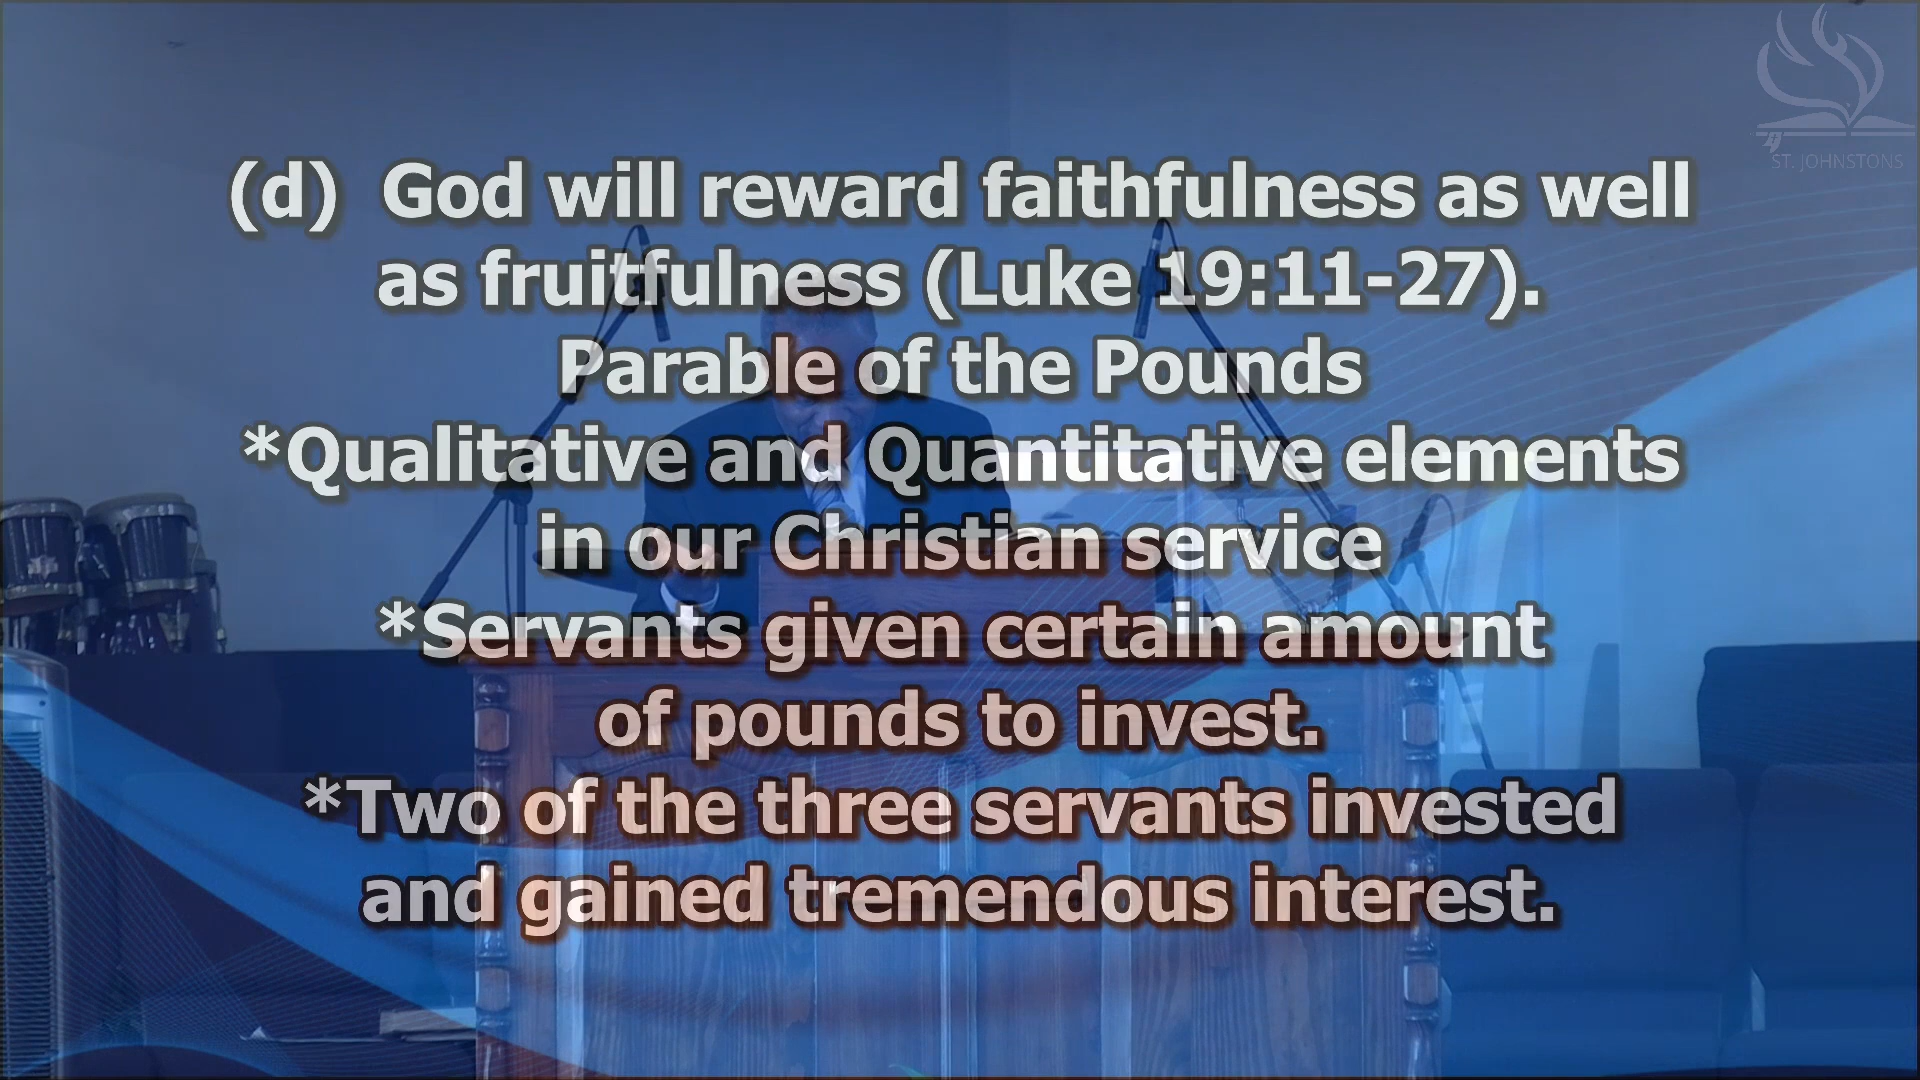 ST. JOHNSTONS
(d) God will reward faithfulness as well
as fruitfulness (Luke 19:11-27).
Parable of the Pounds
*Qualitative and Quantitative elements
in our Christian service
*Servants given certain amount
of pounds to invest.
*Two of the three servants invested
and gained tremendous interest.